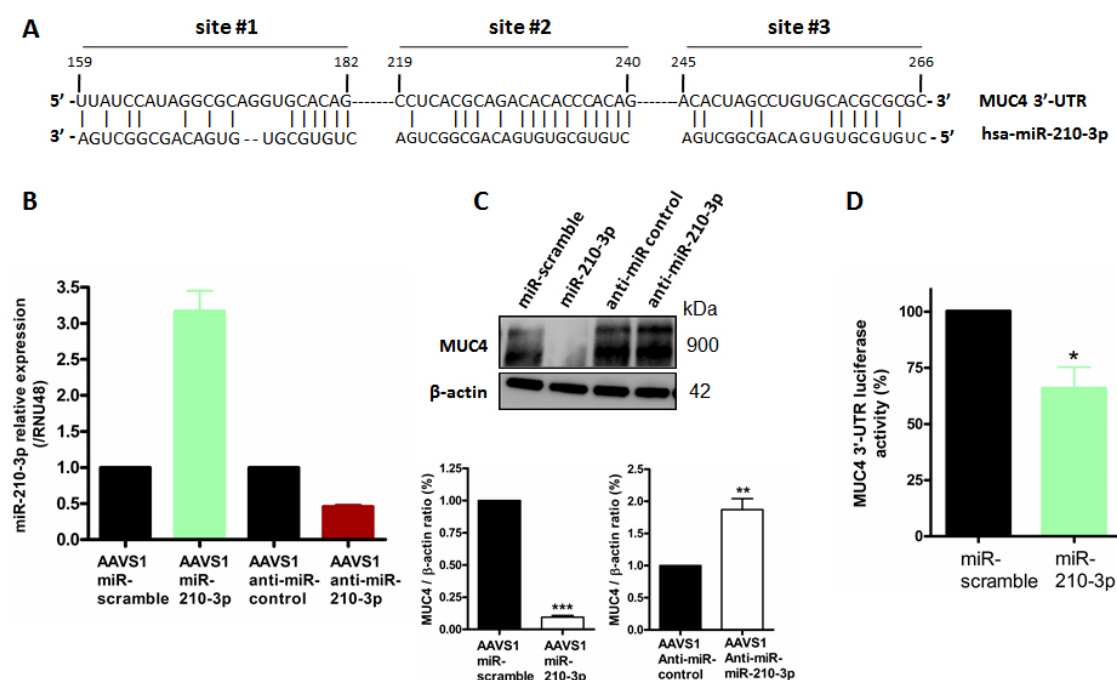 A
site #1 site #2 site #3
159 182 219 240 245 266
5’ -UUAUCCAUAGGCGCAGGUGCACAG-------CCUCACGCAGACACACCCACAG------ACACUAGCCUGUGCACGCGCGC- 3’ MUC4 3’-UTR
3’ -AGUCGGCGACAGUG --UGCGUGUC AGUCGGCGACAGUGUGCGUGUC AGUCGGCGACAGUGUGCGUGUC - 5’ hsa-miR-210-3p
B
miR-210-3p relative expression
(/RNU48)
3.5
3.0
2.5
2.0
1.5
1.0
0.5
0.0
AAVS1 AAVS1 AAVS1 AAVS1
miR- miR- anti-miR- anti-miR-
scramble 210-3p control 210-3p
C
miR-scramble
miR-210-3p
anti-miR control
anti-miR-210-3p
kDa
MUC4 900
β-actin 42
MUC4 / β-actin ratio (%)
1.25
1.00
0.75
0.50
0.25
0.00
***
AAVS1 AAVS1
miR- miR-
scramble 210-3p
MUC4 / β-actin ratio (%)
2.5
2.0
1.5
1.0
0.5
0.0
**
AAVS1 AAVS1
Anti-miR- Anti-miR-
control miR-210-3p
D
MUC4 3'-UTR luciferase
activity (%)
100
75
50
25
0
*
miR- miR-
scramble 210-3p